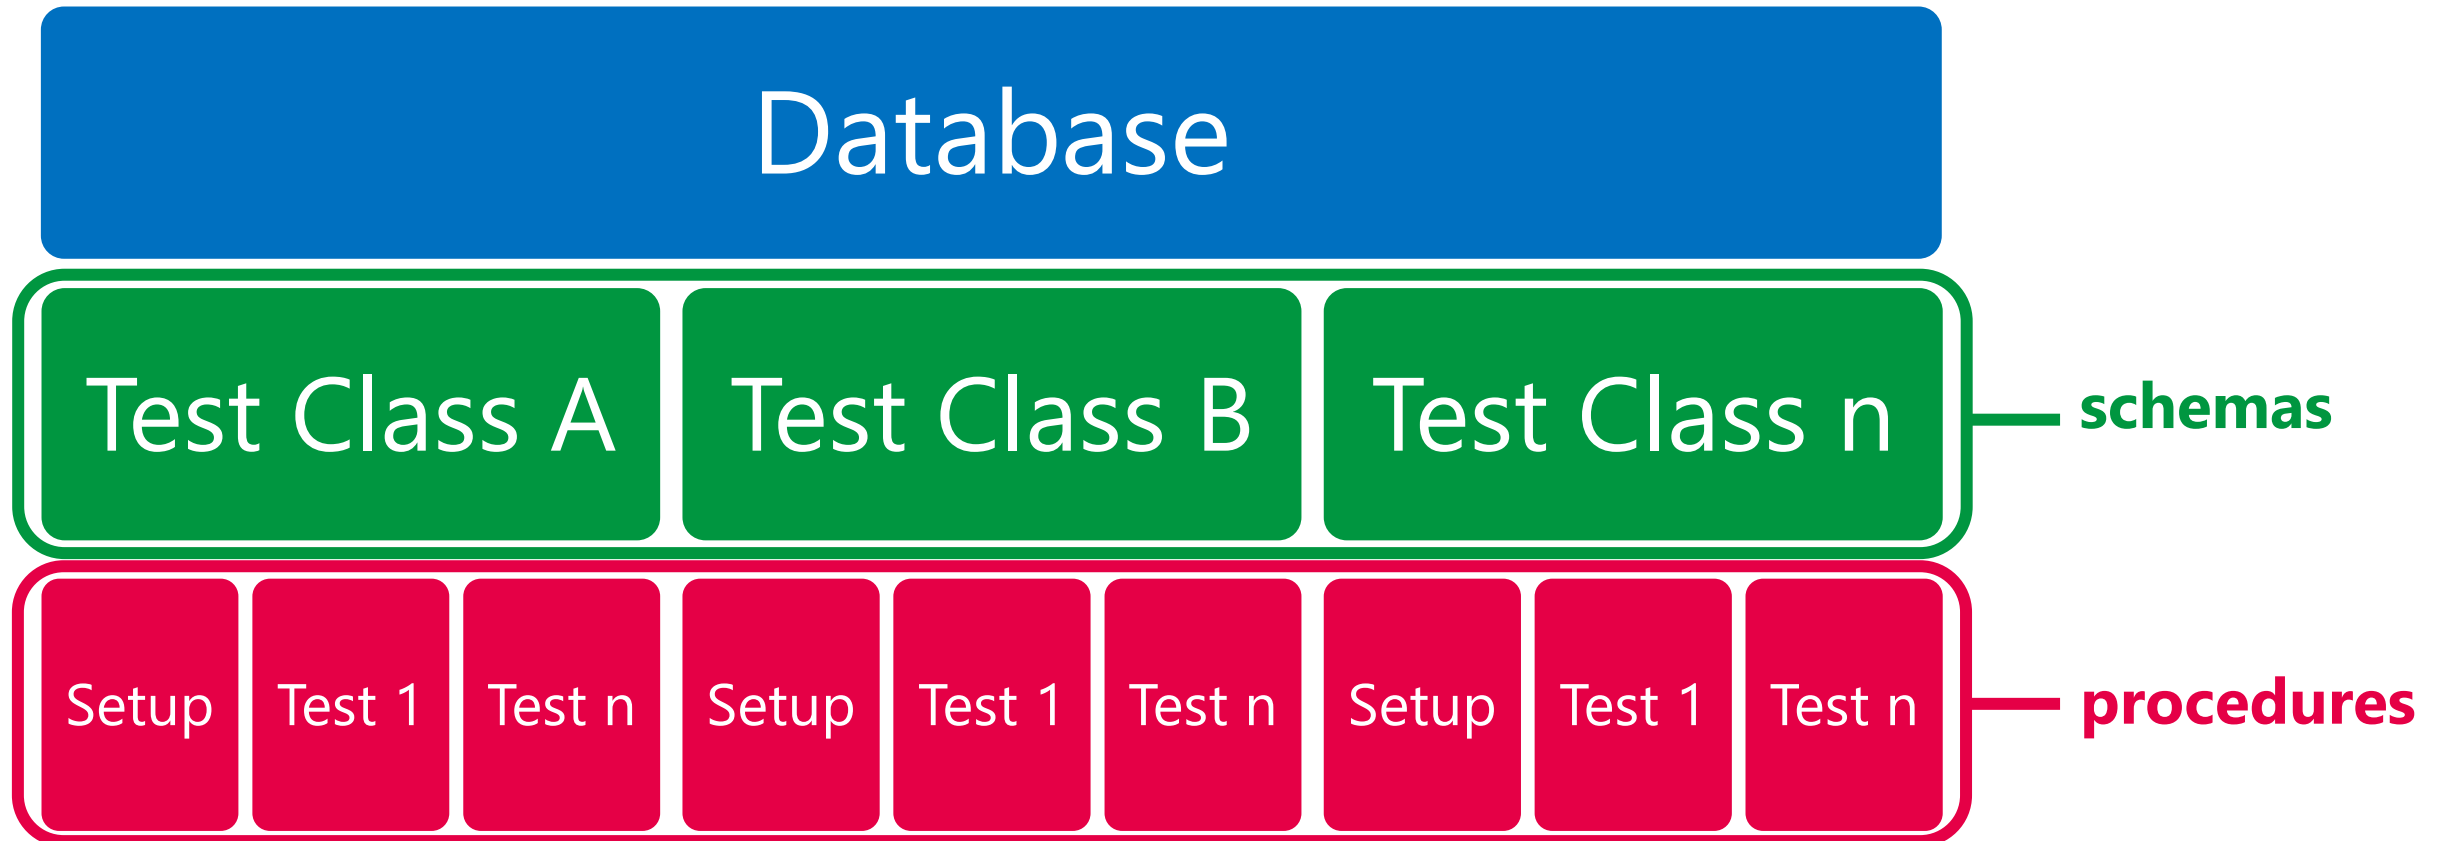 Database
Test Class A
Test Class B
Test Class n
schemas
Setup
Test 1
Test n
Setup
Test 1
Test n
Setup
Test 1
Test n
procedures